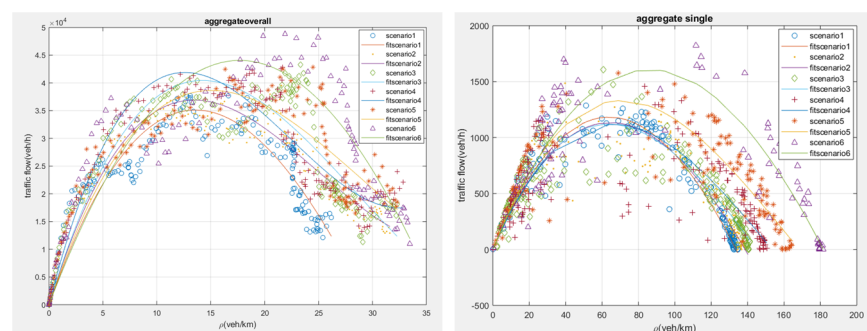 aggregateoverall
×10⁴
5
4.5
4
3.5
3
2.5
2
1.5
1
0.5
0
traffic flow(veh/h)
0 5 10 15 20 25 30 35
ρ(veh/km)
scenario1
fitscenario1
scenario2
fitscenario2
scenario3
fitscenario3
scenario4
fitscenario4
scenario5
fitscenario5
scenario6
fitscenario6
aggregate single
2000
1500
1000
500
0
-500
traffic flow(veh/h)
0 20 40 60 80 100 120 140 160 180 200
ρ(veh/km)
scenario1
fitscenario1
scenario2
fitscenario2
scenario3
fitscenario3
scenario4
fitscenario4
scenario5
fitscenario5
scenario6
fitscenario6